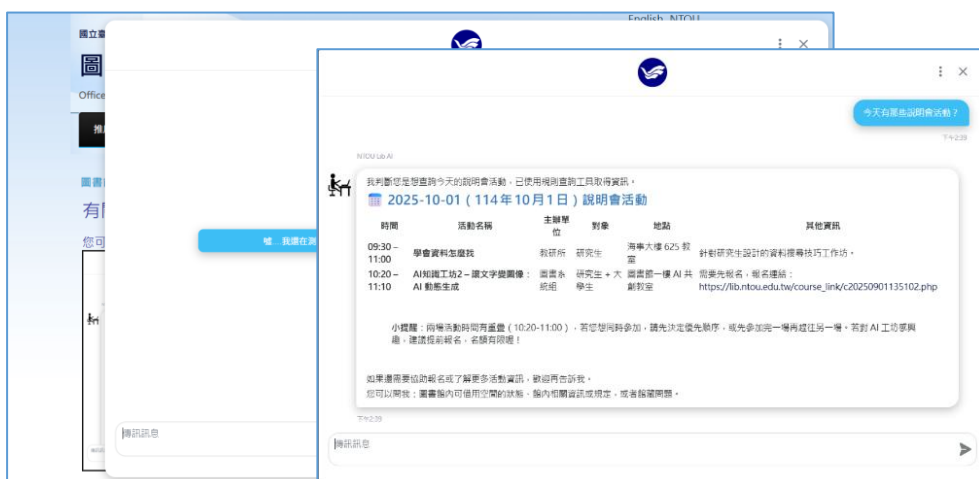 English NTOU
國立臺
圖
Office
推
圖書
有
您可
噓...我還在測
傳訊訊息
今天有那些說明會活動？
下午2:39
NTOU Lib AI
我判斷您是想查詢今天的說明會活動，已使用規則查詢工具取得資訊。
2025-10-01（114年10月1日）說明會活動
時間 活動名稱 主辦單位 對象 地點 其他資訊
09:30 – 11:00 學會資料怎麼找 教研所 研究生 海事大樓 625 教室 針對研究生設計的資料搜尋技巧工作坊。
10:20 – 11:10 AI知識工坊2 – 讓文字變圖像：AI 動態生成 圖書系統組 研究生 + 大學生 圖書館一樓 AI 共創教室 需要先報名，報名連結：https://lib.ntou.edu.tw/course_link/c20250901135102.php
小提醒：兩場活動時間有重疊（10:20-11:00），若您想同時參加，請先決定優先順序，或先參加完一場再趕往另一場。若對 AI 工坊感興
趣，建議提前報名，名額有限喔！
如果還需要協助報名或了解更多活動資訊，歡迎再告訴我。
您可以問我：圖書館內可借用空間的狀態、館內相關資訊或規定，或者館藏問題。
下午2:39
傳訊訊息